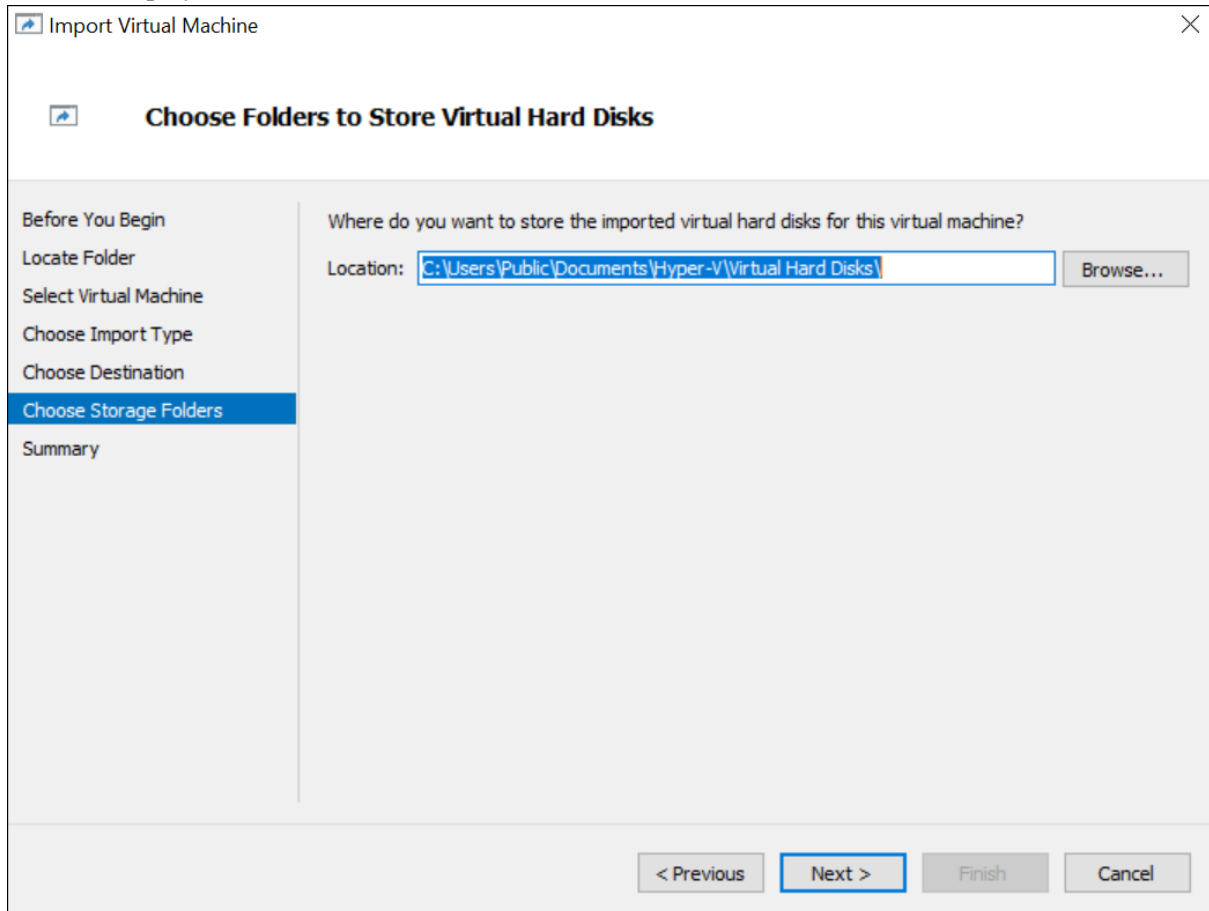 Import Virtual Machine
Choose Folders to Store Virtual Hard Disks
Before You Begin
Locate Folder
Select Virtual Machine
Choose Import Type
Choose Destination
Choose Storage Folders
Summary
Where do you want to store the imported virtual hard disks for this virtual machine?
Location: C:\Users\Public\Documents\Hyper-V\Virtual Hard Disks\ Browse...
< Previous Next > Finish Cancel